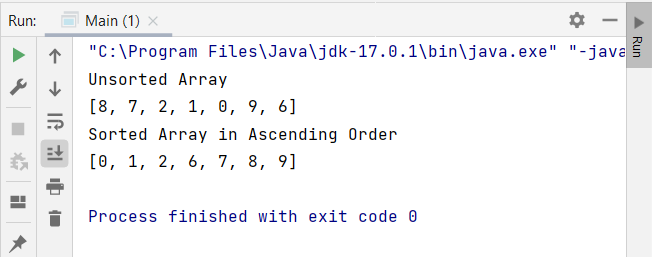 Run: Main (1)
"C:\Program Files\Java\jdk-17.0.1\bin\java.exe" "-java
Unsorted Array
[8, 7, 2, 1, 0, 9, 6]
Sorted Array in Ascending Order
[0, 1, 2, 6, 7, 8, 9]
Process finished with exit code 0
Run